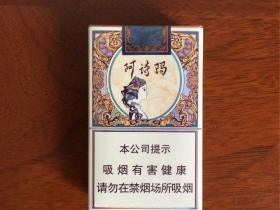 阿诗玛
本公司提示
吸烟有害健康
请勿在禁烟场所吸烟